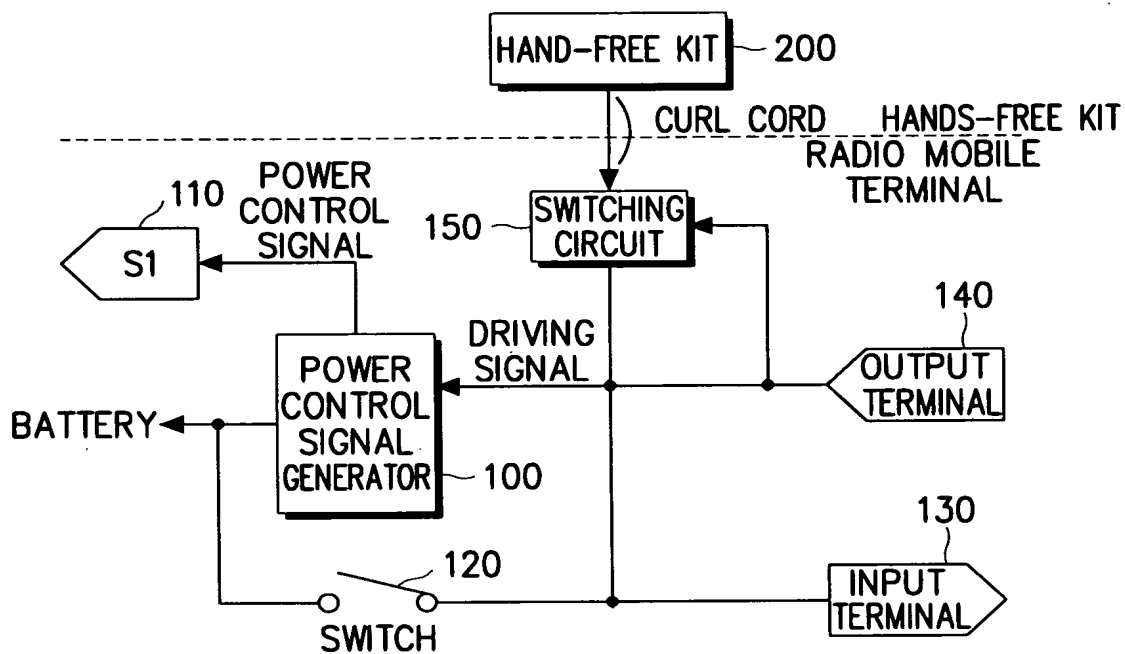 HAND-FREE KIT
200
CURL CORD
HANDS-FREE KIT
RADIO MOBILE
TERMINAL
110
POWER
CONTROL
SIGNAL
S1
150
SWITCHING
CIRCUIT
140
OUTPUT
TERMINAL
DRIVING
SIGNAL
POWER
CONTROL
SIGNAL
GENERATOR
100
BATTERY
120
SWITCH
130
INPUT
TERMINAL